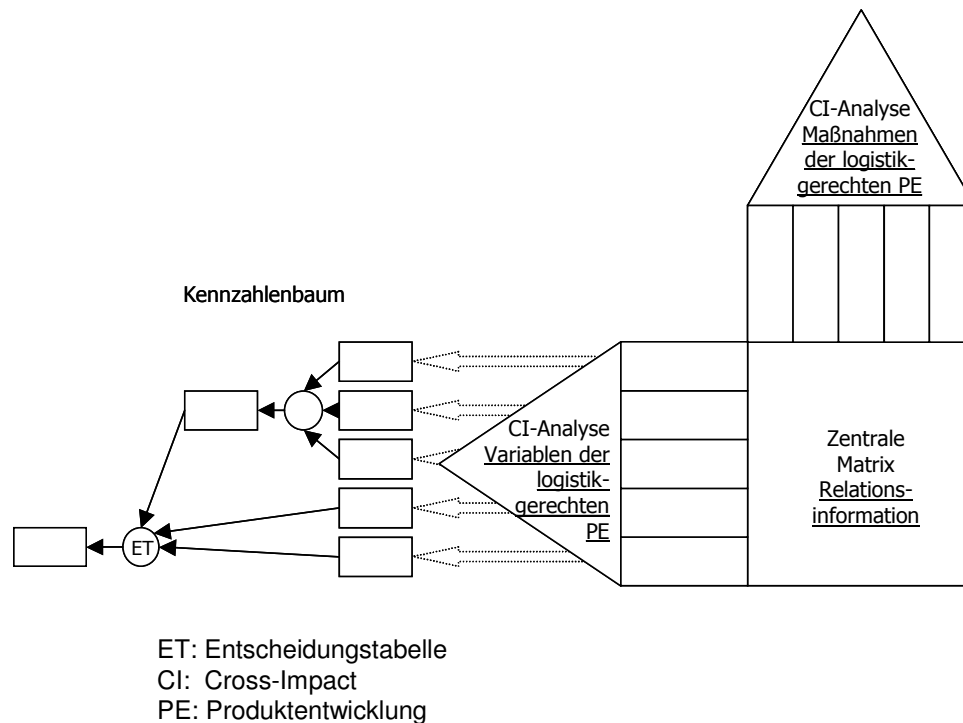 CI-Analyse
Maßnahmen
der logistik-
gerechten PE
Kennzahlenbaum
CI-Analyse
Variablen der
logistik-
gerechten
PE
Zentrale
Matrix
Relations-
information
ET
ET: Entscheidungstabelle
CI: Cross-Impact
PE: Produktentwicklung